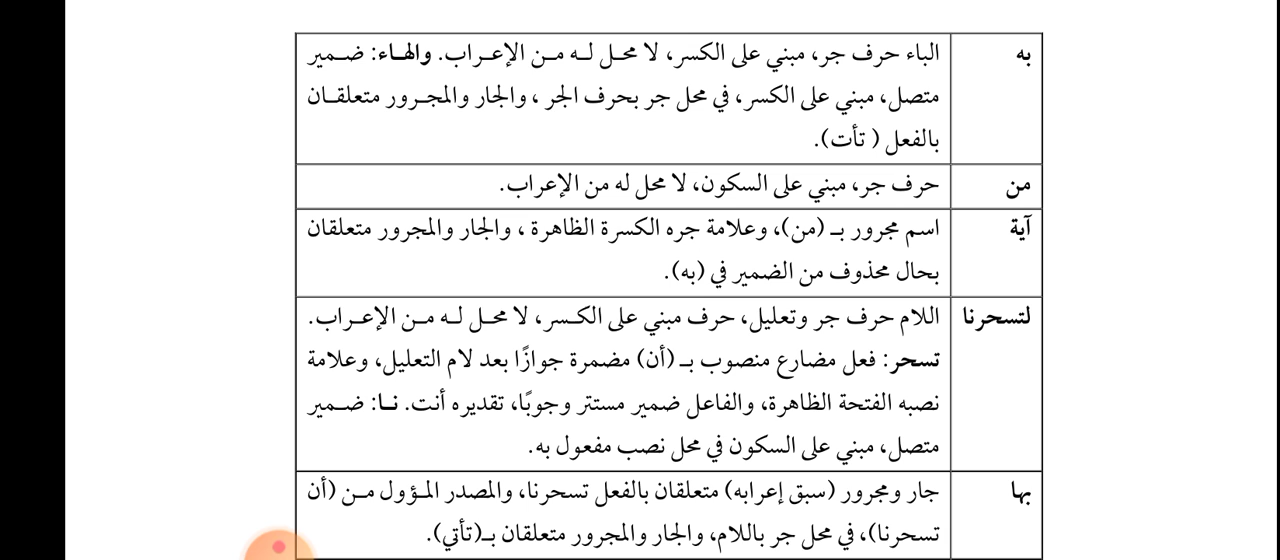 به
الباء حرف جر، مبني على الكسر، لا محل له من الإعراب. والهاء: ضمير
متصل، مبني على الكسر، في محل جر بحرف الجر ، والجار والمجرور متعلقان
بالفعل ( تأت).
من
حرف جر، مبني على السكون، لا محل له من الإعراب.
آية
اسم مجرور بـ (من)، وعلامة جره الكسرة الظاهرة ، والجار والمجرور متعلقان
بحال محذوف من الضمير في (به).
لتسحرنا
اللام حرف جر وتعليل، حرف مبني على الكسر، لا محل له من الإعراب.
تسحر: فعل مضارع منصوب بـ (أن) مضمرة جوازًا بعد لام التعليل، وعلامة
نصبه الفتحة الظاهرة، والفاعل ضمير مستتر وجوبًا، تقديره أنت. نا: ضمير
متصل، مبني على السكون في محل نصب مفعول به.
بها
جار ومجرور (سبق إعرابه) متعلقان بالفعل تسحرنا، والمصدر المؤول من (أن
تسحرنا)، في محل جر باللام، والجار والمجرور متعلقان بـ(تأتي).